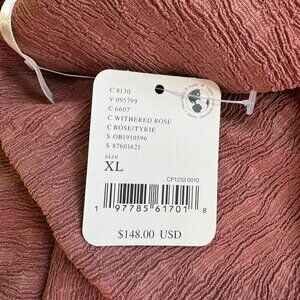 C 8130
V 095799
C 6607
C WITHERED ROSE
C ROSE/TYRIE
S OB1910596
S 87601621
size
XL
CP1232 0010
1 97785 61701 8
$148.00 USD